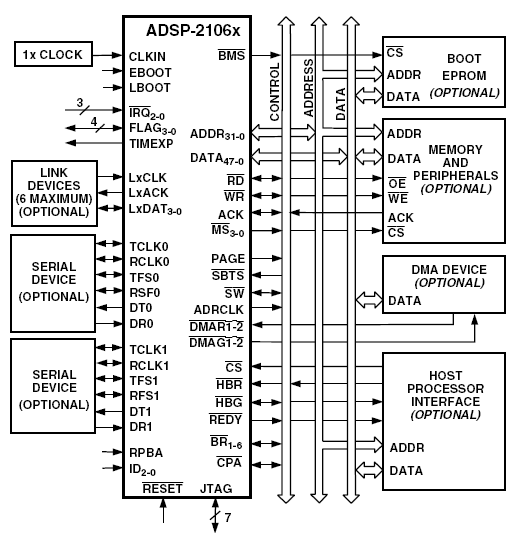 ADSP-2106x
1x CLOCK
CLKIN
EBOOT
LBOOT
3
IRQ2-0
4
FLAG3-0
TIMEXP
LINK
DEVICES
(6 MAXIMUM)
(OPTIONAL)
LxCLK
LxACK
LxDAT3-0
SERIAL
DEVICE
(OPTIONAL)
TCLK0
RCLK0
TFS0
RSF0
DT0
DR0
SERIAL
DEVICE
(OPTIONAL)
TCLK1
RCLK1
TFS1
RFS1
DT1
DR1
RPBA
ID2-0
RESET
JTAG
7
BMS
ADDR31-0
DATA47-0
RD
WR
ACK
MS3-0
PAGE
SBTS
SW
ADRCLK
DMAR1-2
DMAG1-2
CS
HBR
HBG
REDY
BR1-6
CPA
CONTROL
ADDRESS
DATA
CS
BOOT
EPROM
(OPTIONAL)
ADDR
DATA
ADDR
MEMORY
AND
PERIPHERALS
(OPTIONAL)
DATA
OE
WE
ACK
CS
DMA DEVICE
(OPTIONAL)
DATA
HOST
PROCESSOR
INTERFACE
(OPTIONAL)
ADDR
DATA